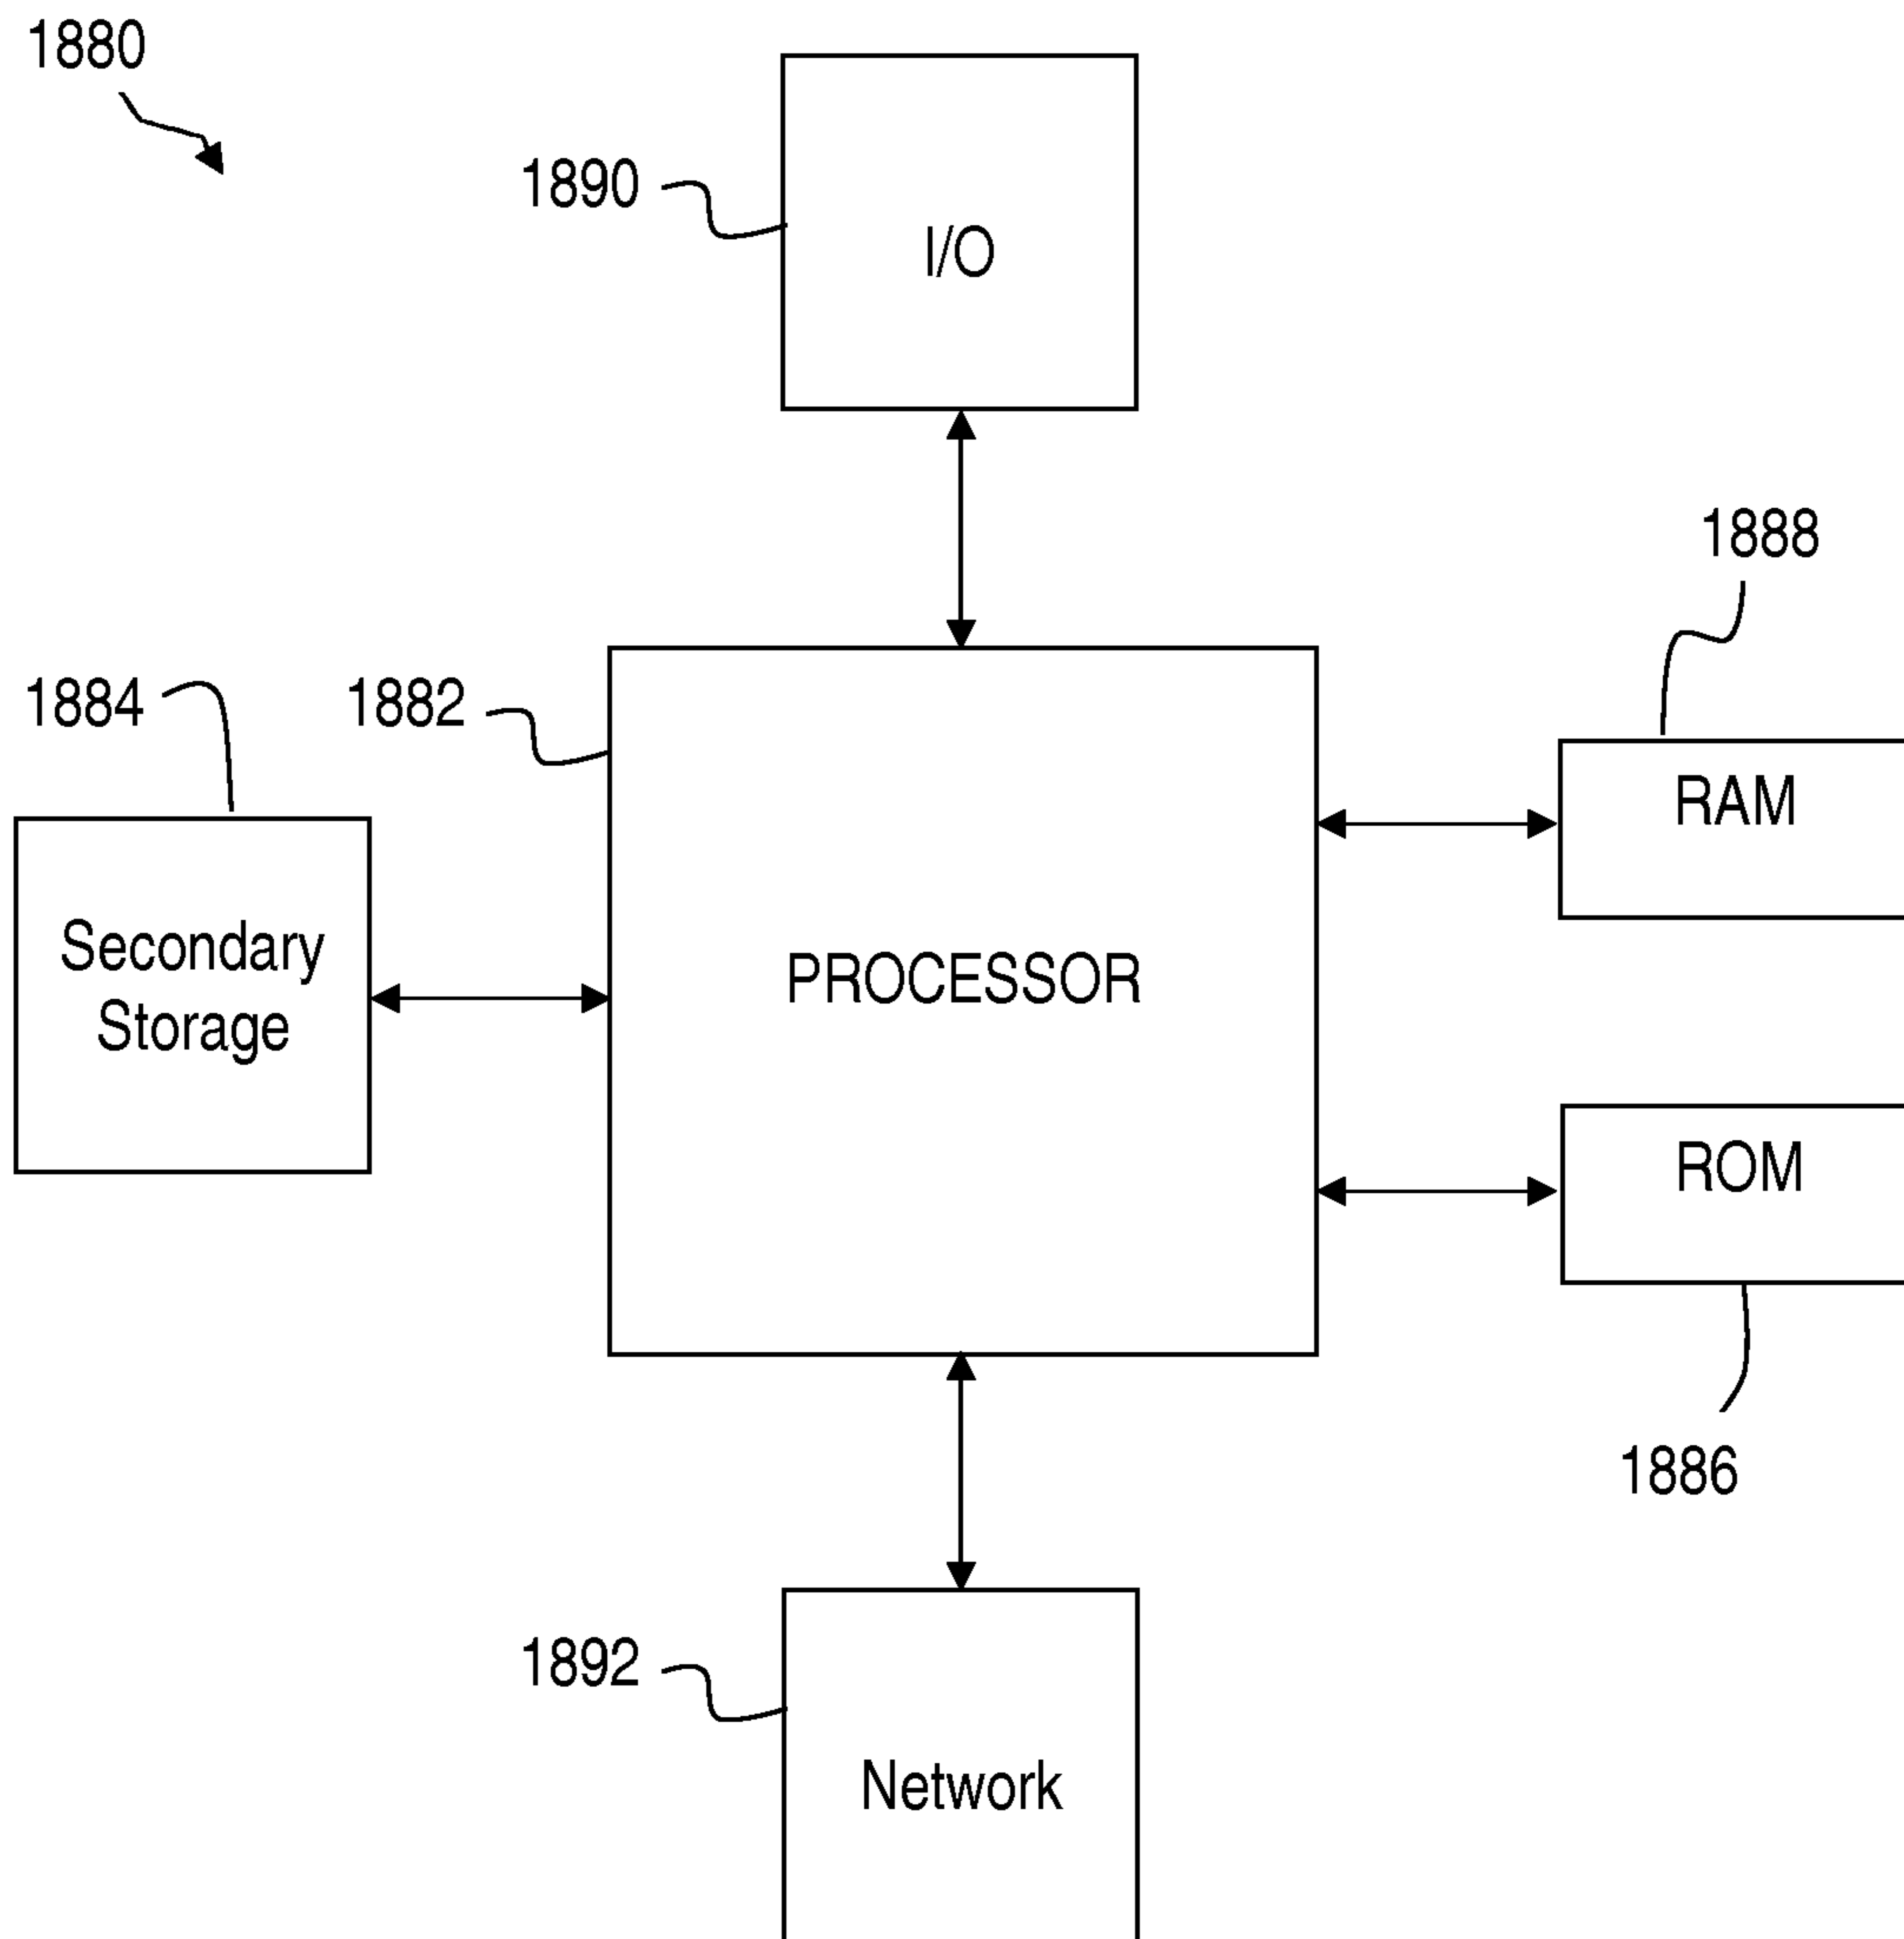 1880
1890
I/O
1888
1884
1882
RAM
Secondary
Storage
PROCESSOR
ROM
1886
1892
Network